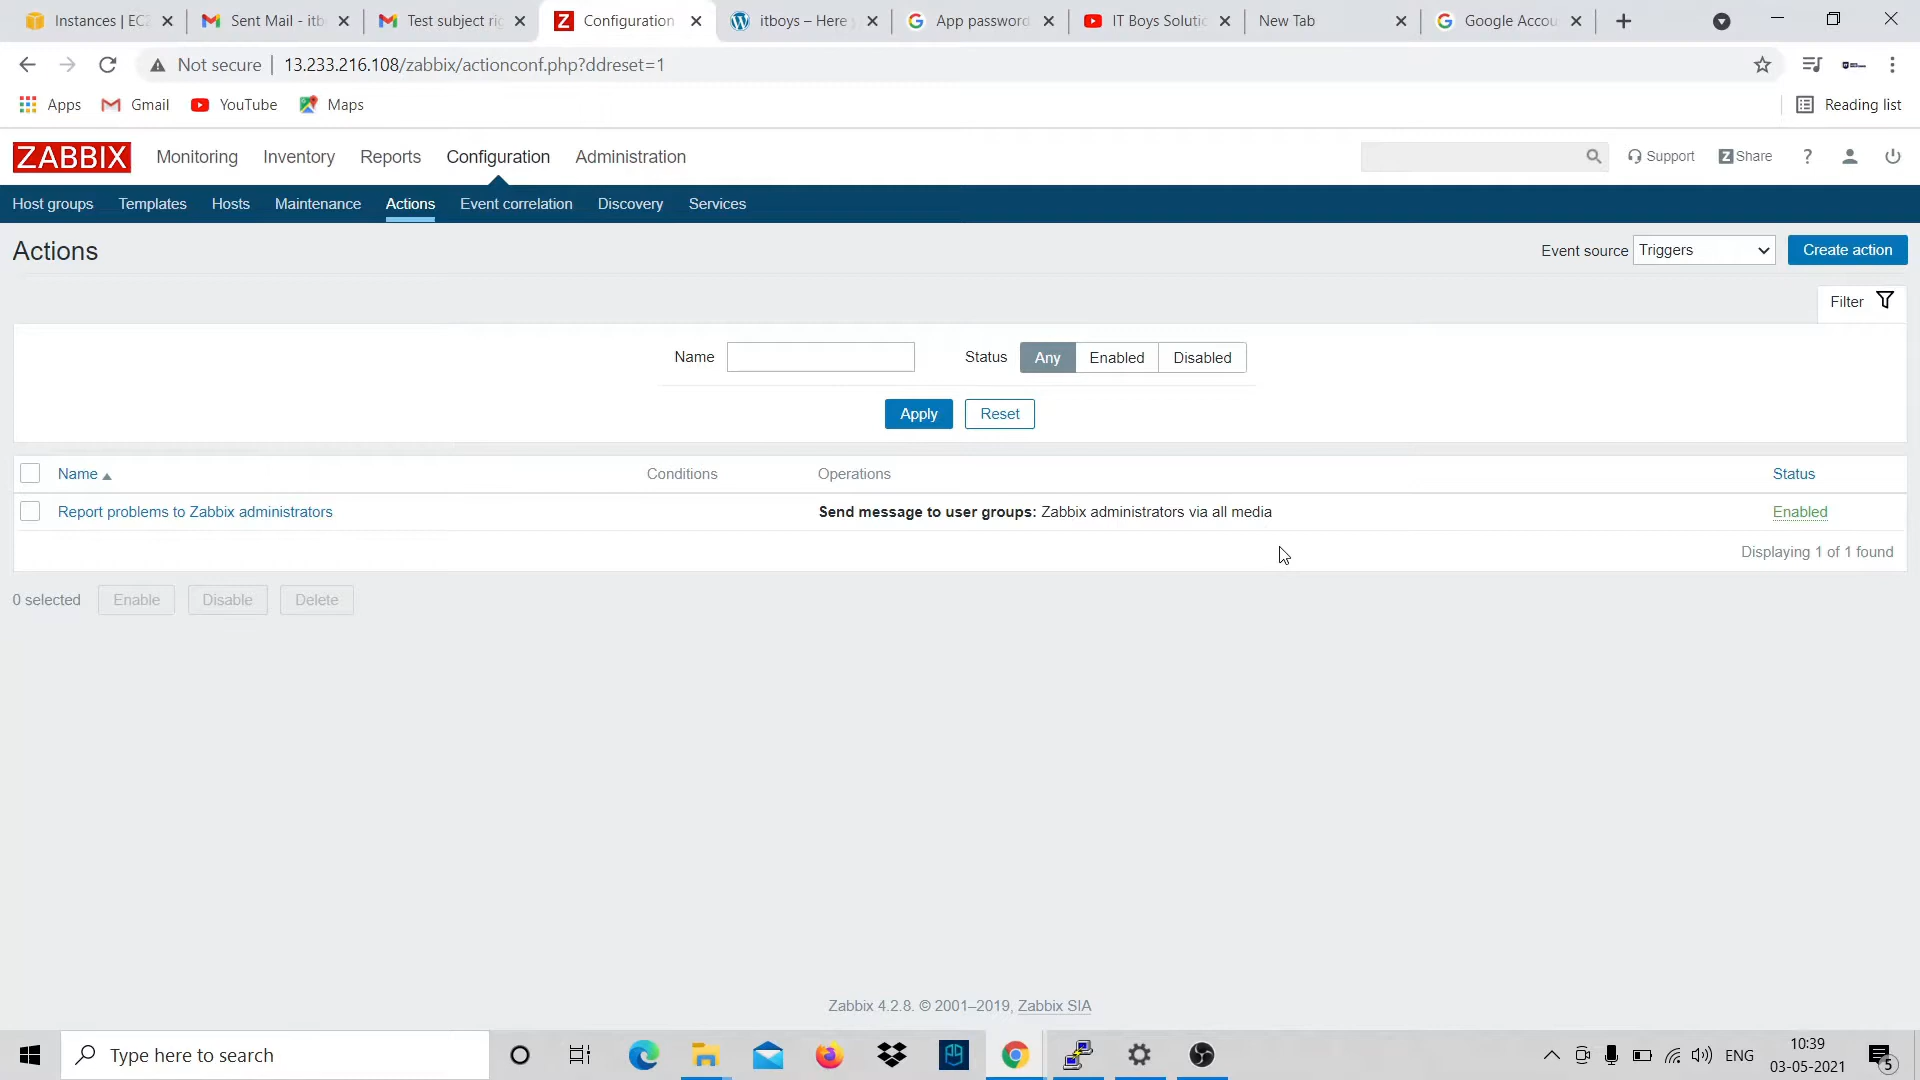 Instances | EC2
Sent Mail - itb
Test subject rig
Configuration
itboys – Here
App password
IT Boys Solutic
New Tab
Google Accou
Not secure
13.233.216.108/zabbix/actionconf.php?ddreset=1
Apps
Gmail
YouTube
Maps
Reading list
ZABBIX
Monitoring
Inventory
Reports
Configuration
Administration
Support
Z Share
?
Host groups
Templates
Hosts
Maintenance
Actions
Event correlation
Discovery
Services
Actions
Event source
Triggers
Create action
Filter
Name
Status
Any
Enabled
Disabled
Apply
Reset
Name
Conditions
Operations
Status
Report problems to Zabbix administrators
Send message to user groups: Zabbix administrators via all media
Enabled
Displaying 1 of 1 found
0 selected
Enable
Disable
Delete
Zabbix 4.2.8. © 2001–2019, Zabbix SIA
Type here to search
ENG
10:39
03-05-2021
5